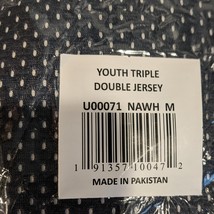 YOUTH TRIPLE
DOUBLE JERSEY
U00071 NAWH M
1 91357 10047 2
MADE IN PAKISTAN